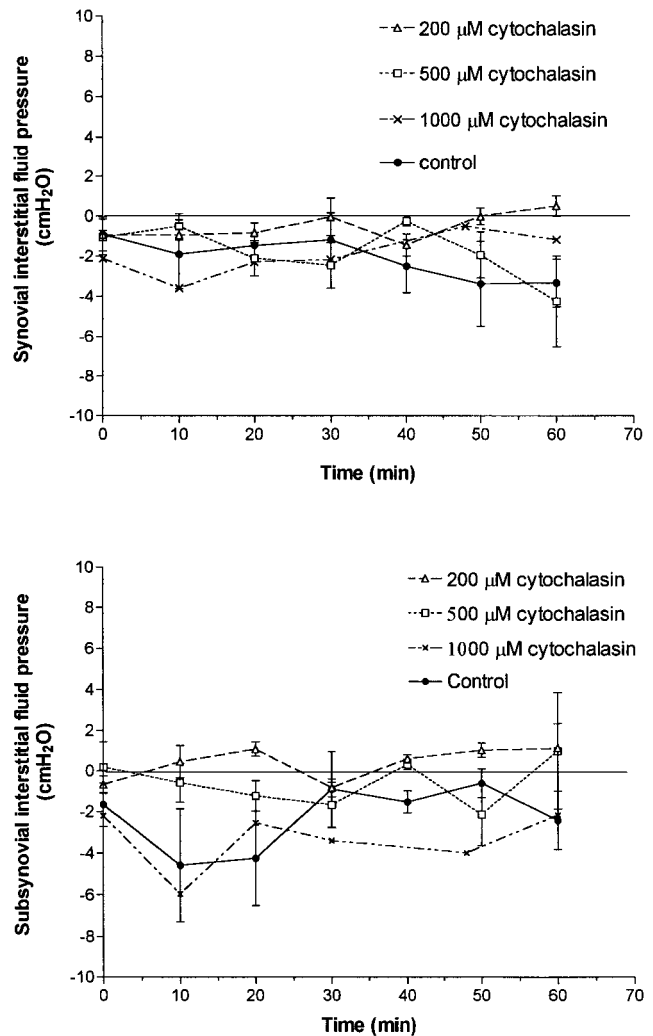 200 μM cytochalasin
500 μM cytochalasin
1000 μM cytochalasin
control
Synovial interstitial fluid pressure
(cmH2O)
10
8
6
4
2
0
-2
-4
-6
-8
-10
0 10 20 30 40 50 60 70
Time (min)
200 μM cytochalasin
500 μM cytochalasin
1000 μM cytochalasin
Control
Subsynovial interstitial fluid pressure
(cmH2O)
10
8
6
4
2
0
-2
-4
-6
-8
-10
0 10 20 30 40 50 60 70
Time (min)